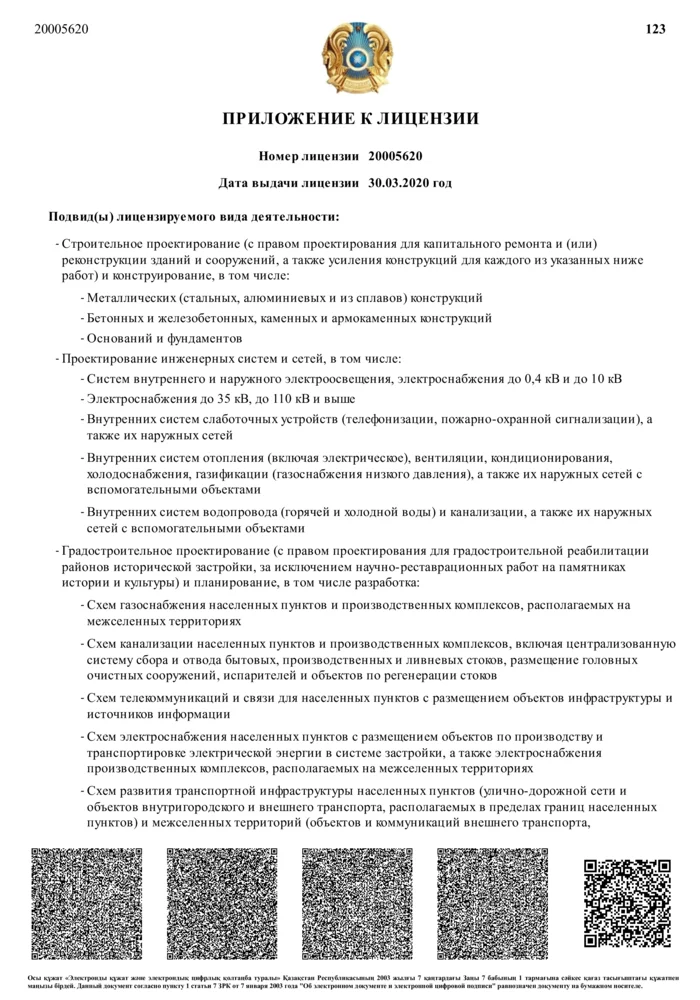 20005620
123
ПРИЛОЖЕНИЕ К ЛИЦЕНЗИИ
Номер лицензии 20005620
Дата выдачи лицензии 30.03.2020 год
Подвид(ы) лицензируемого вида деятельности:
- Строительное проектирование (с правом проектирования для капитального ремонта и (или)
реконструкции зданий и сооружений, а также усиления конструкций для каждого из указанных ниже
работ) и конструирование, в том числе:
- Металлических (стальных, алюминиевых и из сплавов) конструкций
- Бетонных и железобетонных, каменных и армокаменных конструкций
- Оснований и фундаментов
- Проектирование инженерных систем и сетей, в том числе:
- Систем внутреннего и наружного электроосвещения, электроснабжения до 0,4 кВ и до 10 кВ
- Электроснабжения до 35 кВ, до 110 кВ и выше
- Внутренних систем слаботочных устройств (телефонизации, пожарно-охранной сигнализации), а
также их наружных сетей
- Внутренних систем отопления (включая электрическое), вентиляции, кондиционирования,
холодоснабжения, газификации (газоснабжения низкого давления), а также их наружных сетей с
вспомогательными объектами
- Внутренних систем водопровода (горячей и холодной воды) и канализации, а также их наружных
сетей с вспомогательными объектами
- Градостроительное проектирование (с правом проектирования для градостроительной реабилитации
районов исторической застройки, за исключением научно-реставрационных работ на памятниках
истории и культуры) и планирование, в том числе разработка:
- Схем газоснабжения населенных пунктов и производственных комплексов, располагаемых на
межселенных территориях
- Схем канализации населенных пунктов и производственных комплексов, включая централизованную
систему сбора и отвода бытовых, производственных и ливневых стоков, размещение головных
очистных сооружений, испарителей и объектов по регенерации стоков
- Схем телекоммуникаций и связи для населенных пунктов с размещением объектов инфраструктуры и
источников информации
- Схем электроснабжения населенных пунктов с размещением объектов по производству и
транспортировке электрической энергии в системе застройки, а также электроснабжения
производственных комплексов, располагаемых на межселенных территориях
- Схем развития транспортной инфраструктуры населенных пунктов (улично-дорожной сети и
объектов внутригородского и внешнего транспорта, располагаемых в пределах границ населенных
пунктов) и межселенных территорий (объектов и коммуникаций внешнего транспорта,
Осы құжат «Электронды құжат және электрондық цифрлық қолтаңба туралы» Қазақстан Республикасының 2003 жылғы 7 қаңтардағы Заңы 7 бабының 1 тармағына сәйкес қағаз тасығыштағы құжатпен
маңызы бірдей. Данный документ согласно пункту 1 статьи 7 ЗРК от 7 января 2003 года "Об электронном документе и электронной цифровой подписи" равнозначен документу на бумажном носителе.